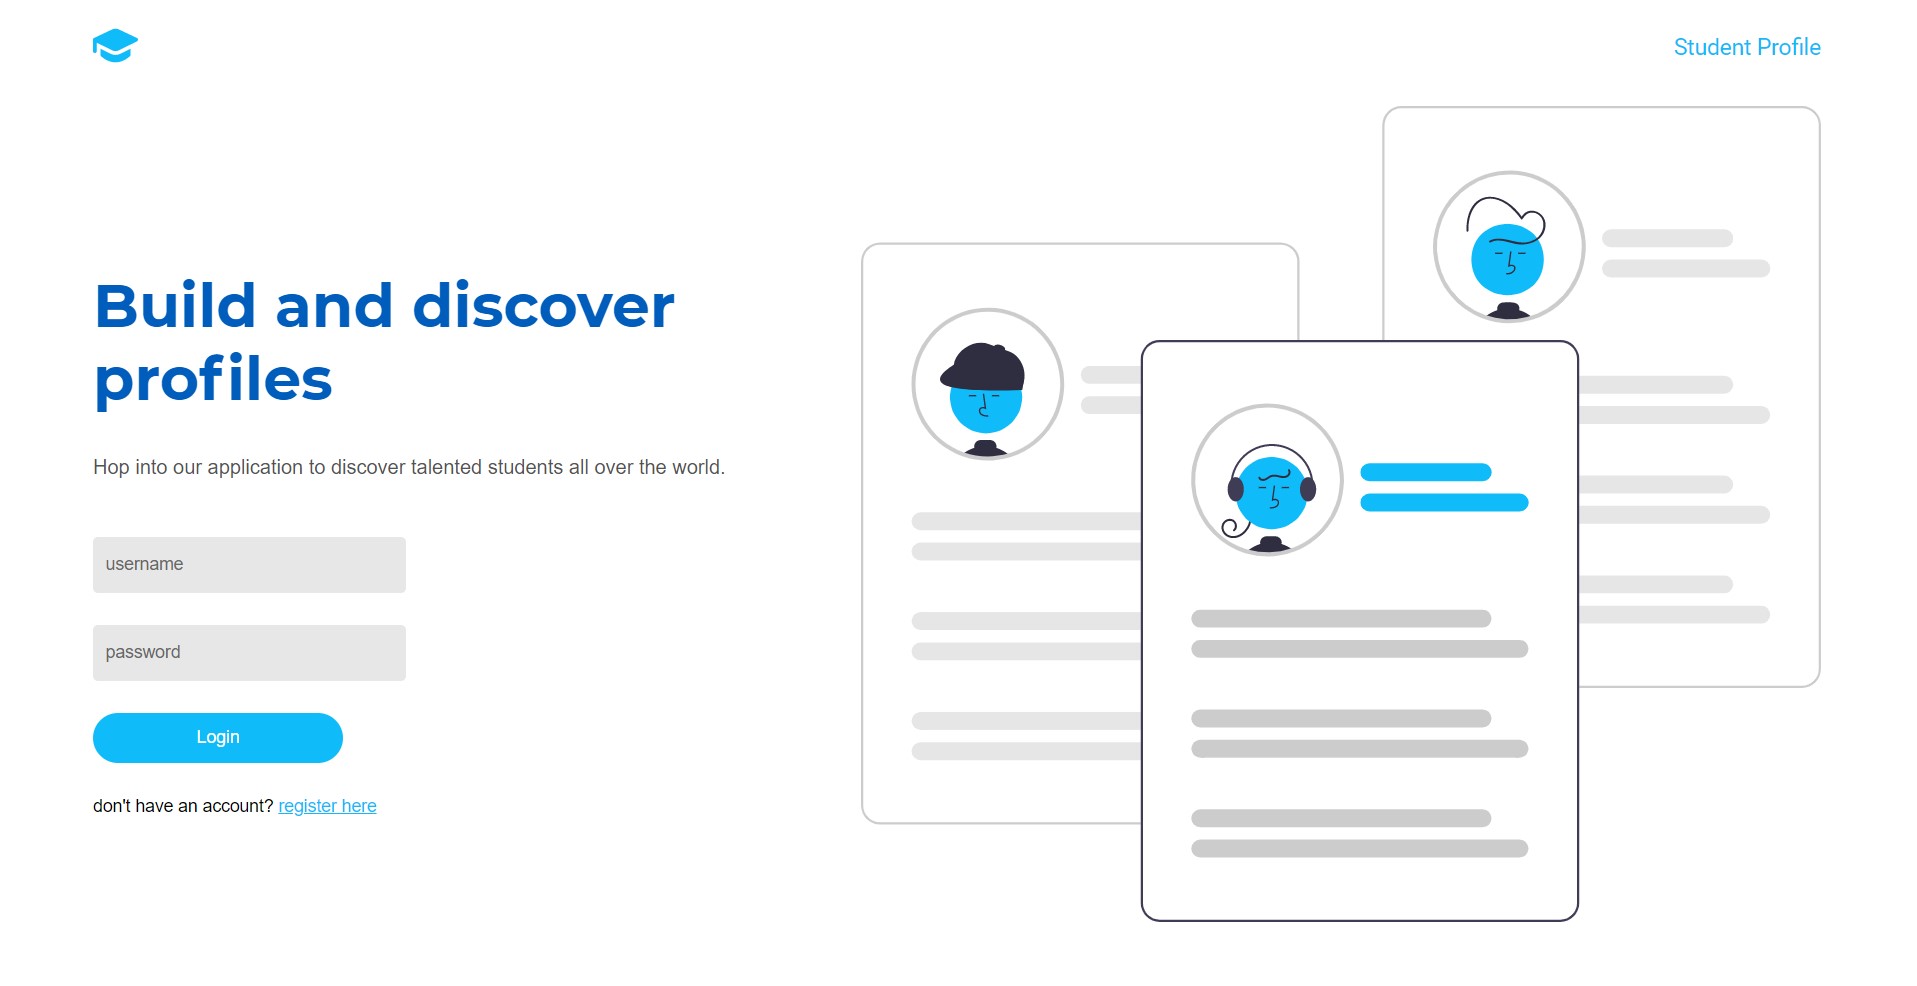 Student Profile
Build and discover
profiles
Hop into our application to discover talented students all over the world.
username
password
Login
don't have an account? register here